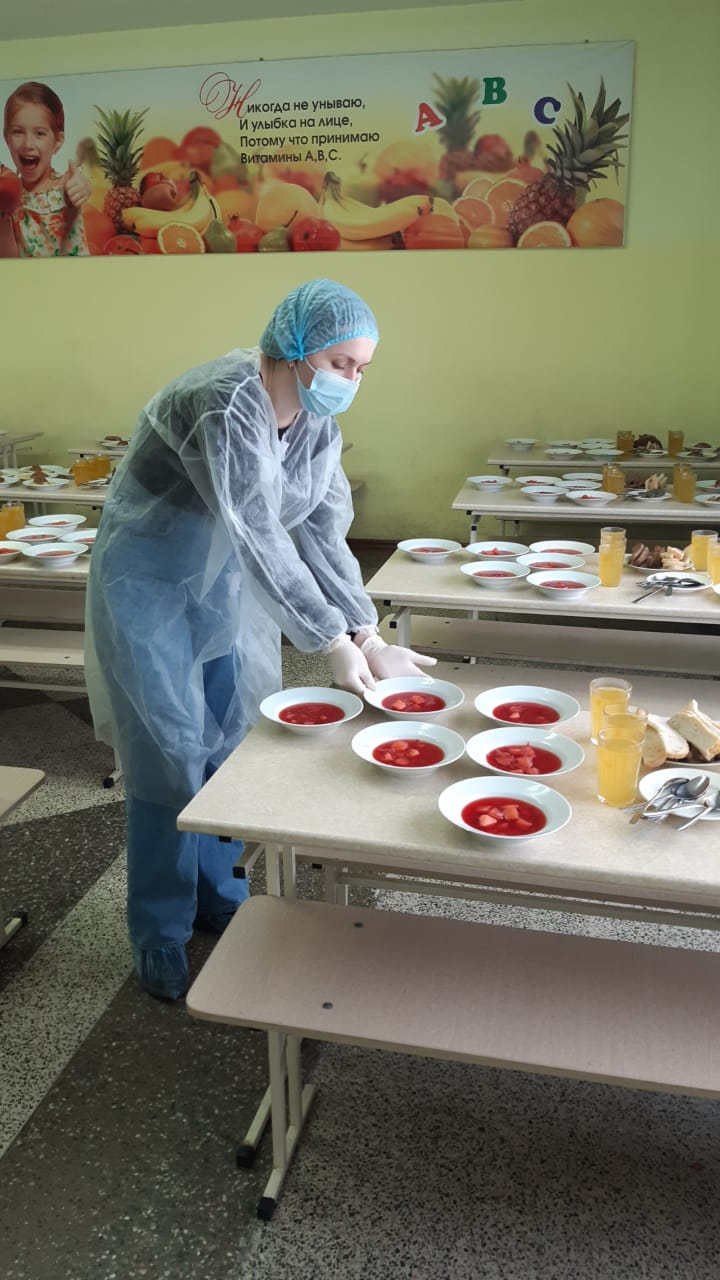 Никогда не унываю,
И улыбка на лице,
Потому что принимаю
Витамины А,В,С.
А В С